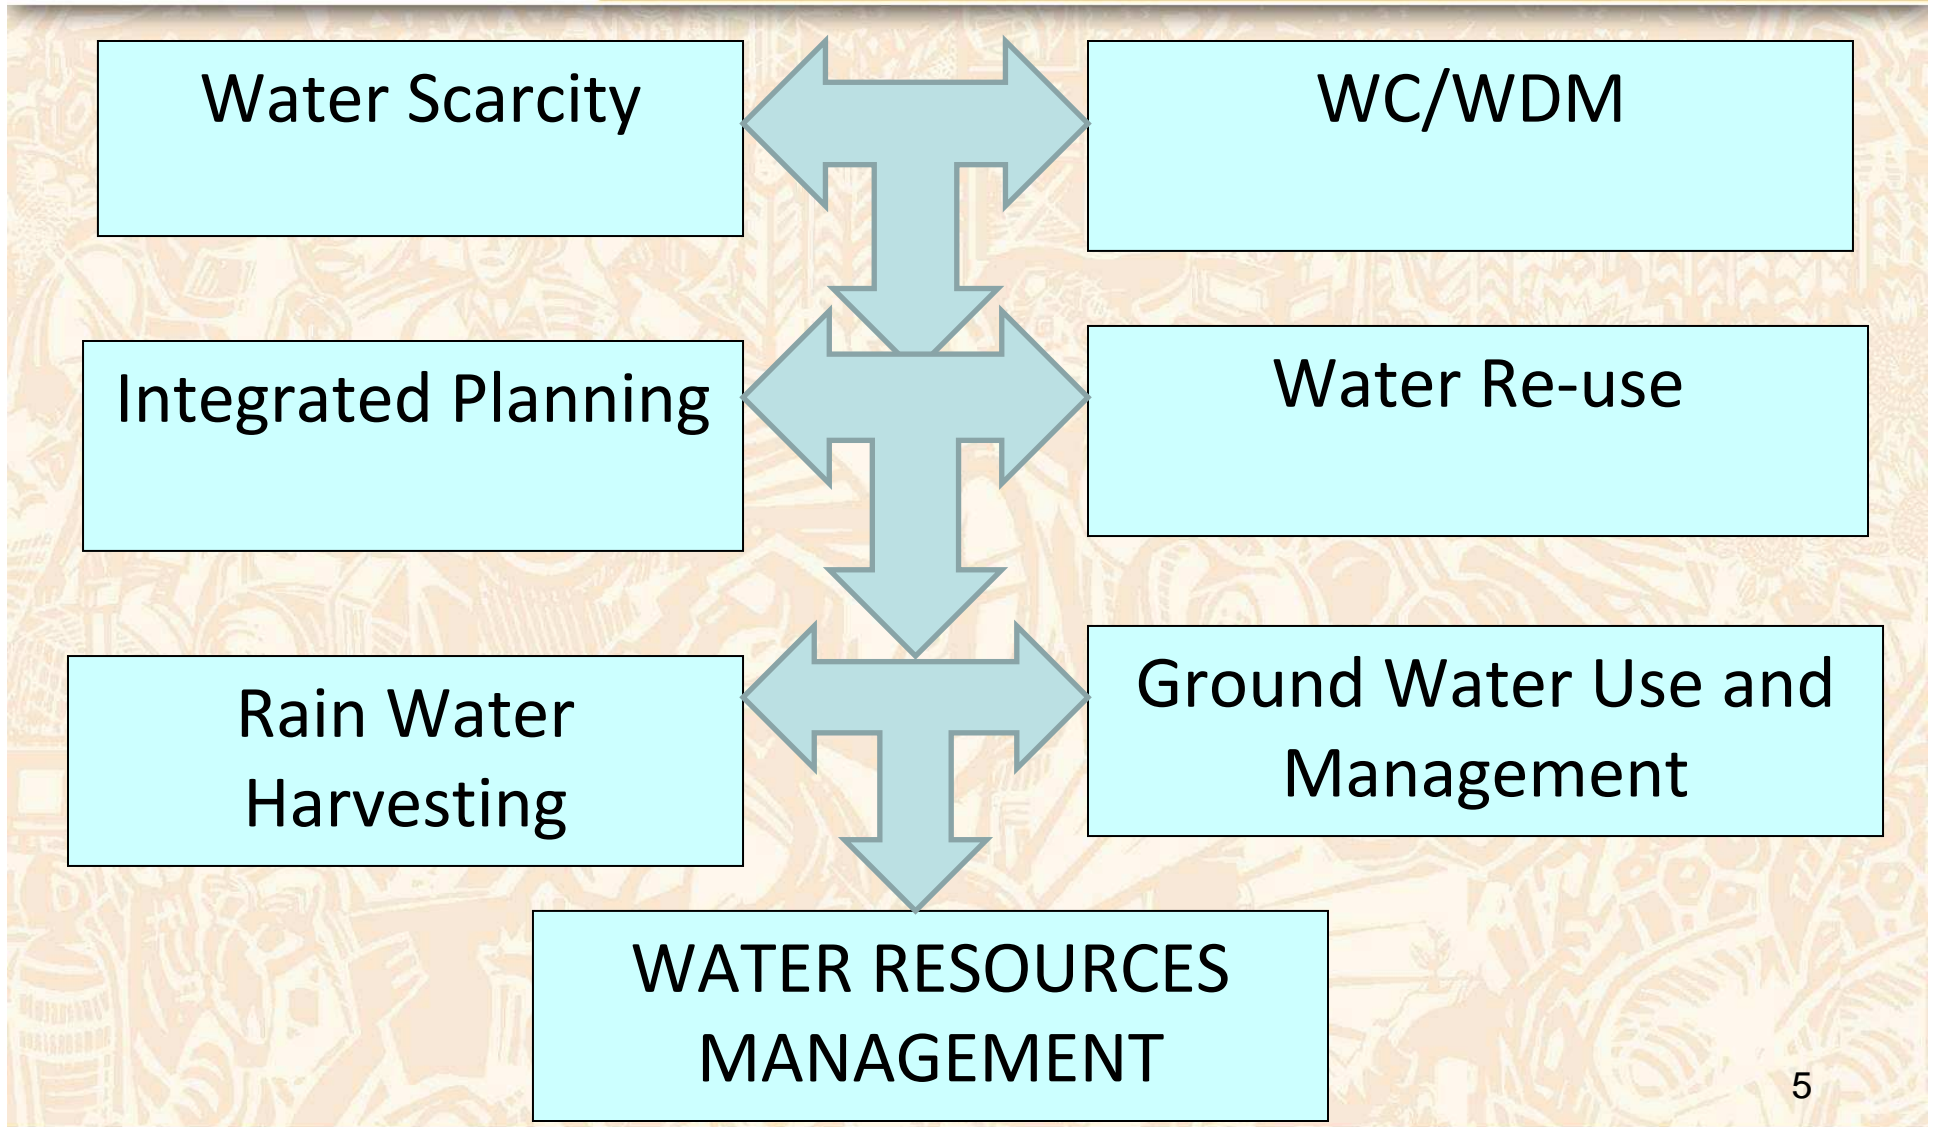 Water Scarcity
WC/WDM
Integrated Planning
Water Re-use
Rain Water
Harvesting
Ground Water Use and
Management
WATER RESOURCES
MANAGEMENT
5